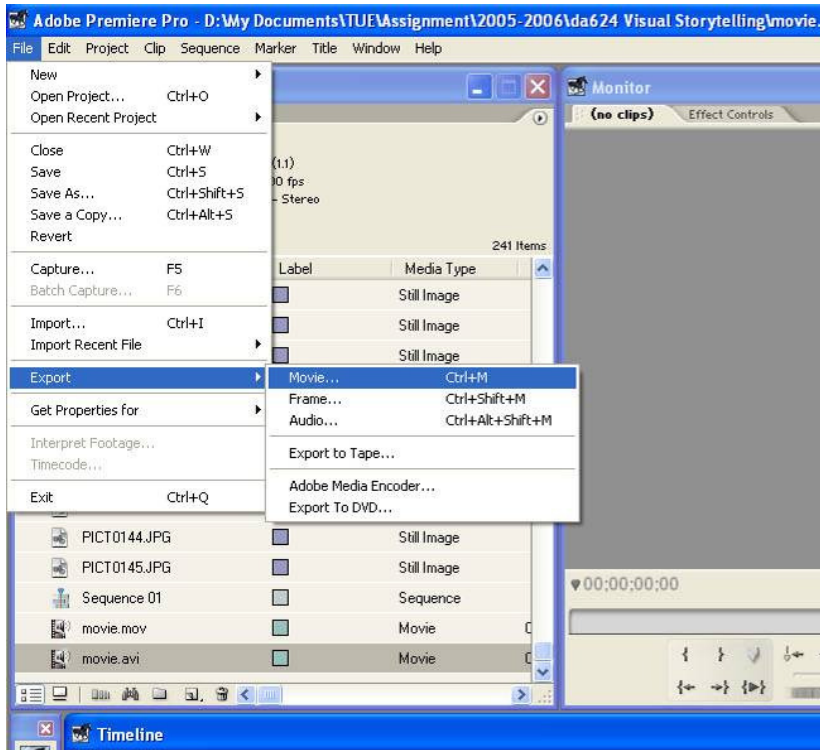 Adobe Premiere Pro - D:\My Documents\TUE\Assignment\2005-2006\da624 Visual Storytelling\movie.
File Edit Project Clip Sequence Marker Title Window Help
New
Open Project... Ctrl+O
Open Recent Project
Close Ctrl+W
Save Ctrl+S
Save As... Ctrl+Shift+S
Save a Copy... Ctrl+Alt+S
Revert
Capture... F5
Batch Capture... F6
Import... Ctrl+I
Import Recent File
Export
Get Properties for
Interpret Footage...
Timecode...
Exit Ctrl+Q
Movie... Ctrl+M
Frame... Ctrl+Shift+M
Audio... Ctrl+Alt+Shift+M
Export to Tape...
Adobe Media Encoder...
Export To DVD...
(1.1)
00 fps
- Stereo
241 Items
Label Media Type
Still Image
Still Image
Still Image
PICT0144.JPG Still Image
PICT0145.JPG Still Image
Sequence 01 Sequence
movie.mov Movie
movie.avi Movie
Monitor
(no clips) Effect Controls
00;00;00;00
Timeline